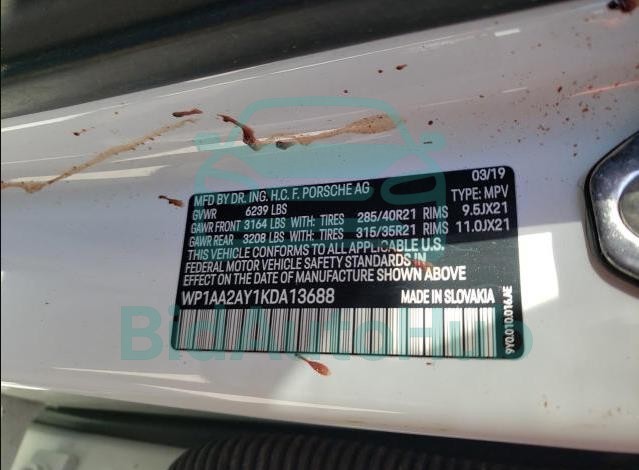 03/19
MFD BY DR. ING. H.C. F. PORSCHE AG
TYPE: MPV
GVWR 6239 LBS
GAWR FRONT 3164 LBS WITH: TIRES 285/40R21 RIMS 9.5JX21
GAWR REAR 3208 LBS WITH: TIRES 315/35R21 RIMS 11.0JX21
THIS VEHICLE CONFORMS TO ALL APPLICABLE U.S.
FEDERAL MOTOR VEHICLE SAFETY STANDARDS IN
EFFECT ON THE DATE OF MANUFACTURE SHOWN ABOVE
WP1AA2AY1KDA13688 MADE IN SLOVAKIA
9Y0.010.016.AE
BidAutoHub